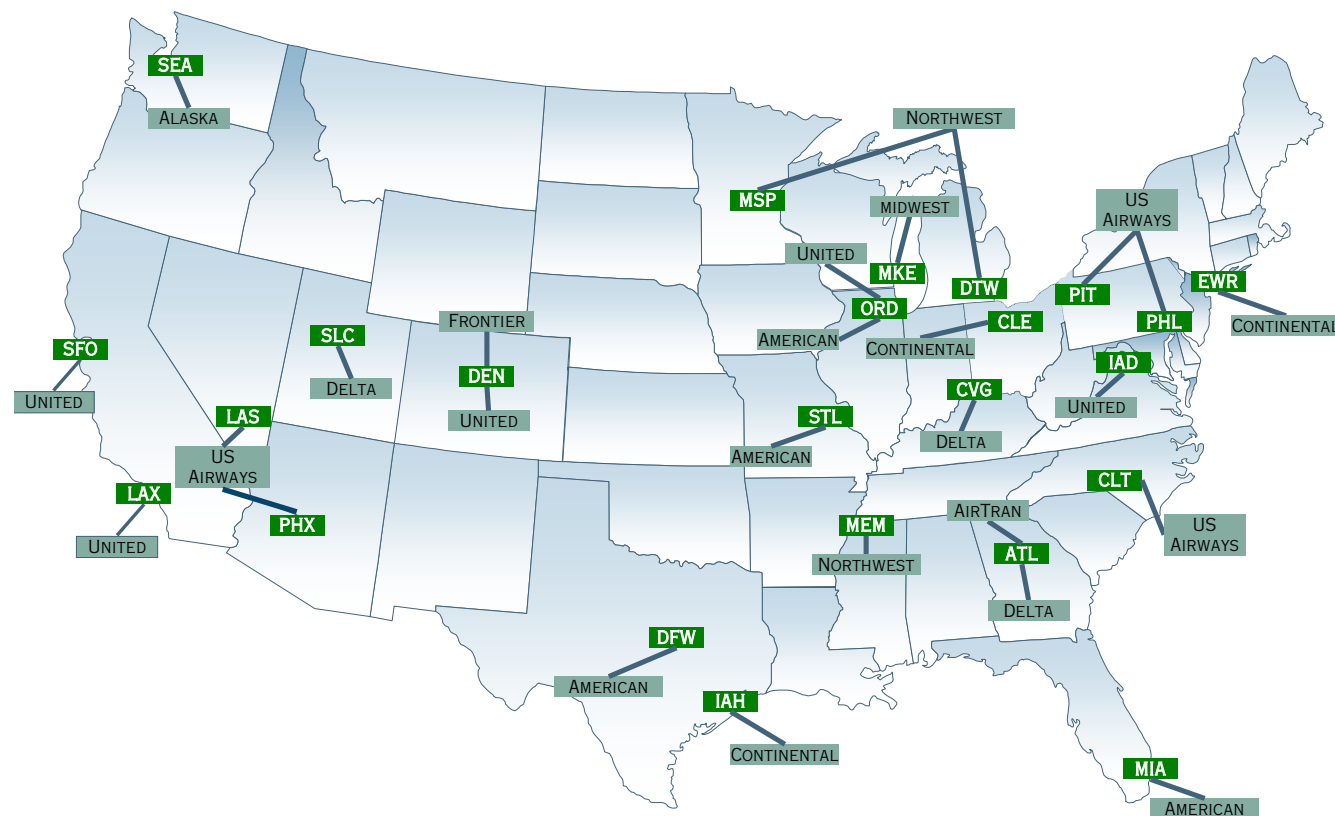 SEA
ALASKA
NORTHWEST
MSP
MIDWEST
US
AIRWAYS
UNITED
MKE
DTW
PIT
EWR
ORD
CLE
PHL
CONTINENTAL
FRONTIER
AMERICAN
CONTINENTAL
SLC
SFO
DEN
IAD
UNITED
DELTA
CVG
UNITED
LAS
UNITED
STL
DELTA
US
AIRWAYS
AMERICAN
LAX
CLT
PHX
MEM
AIRTRAN
US
AIRWAYS
UNITED
NORTHWEST
ATL
DELTA
DFW
AMERICAN
IAH
CONTINENTAL
MIA
AMERICAN